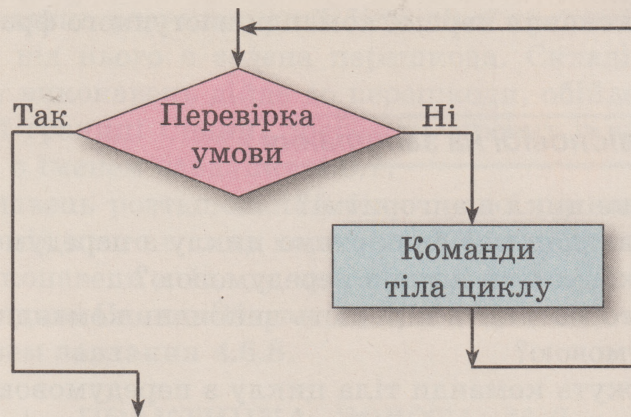 Так
Перевірка
умови
Ні
Команди
тіла циклу